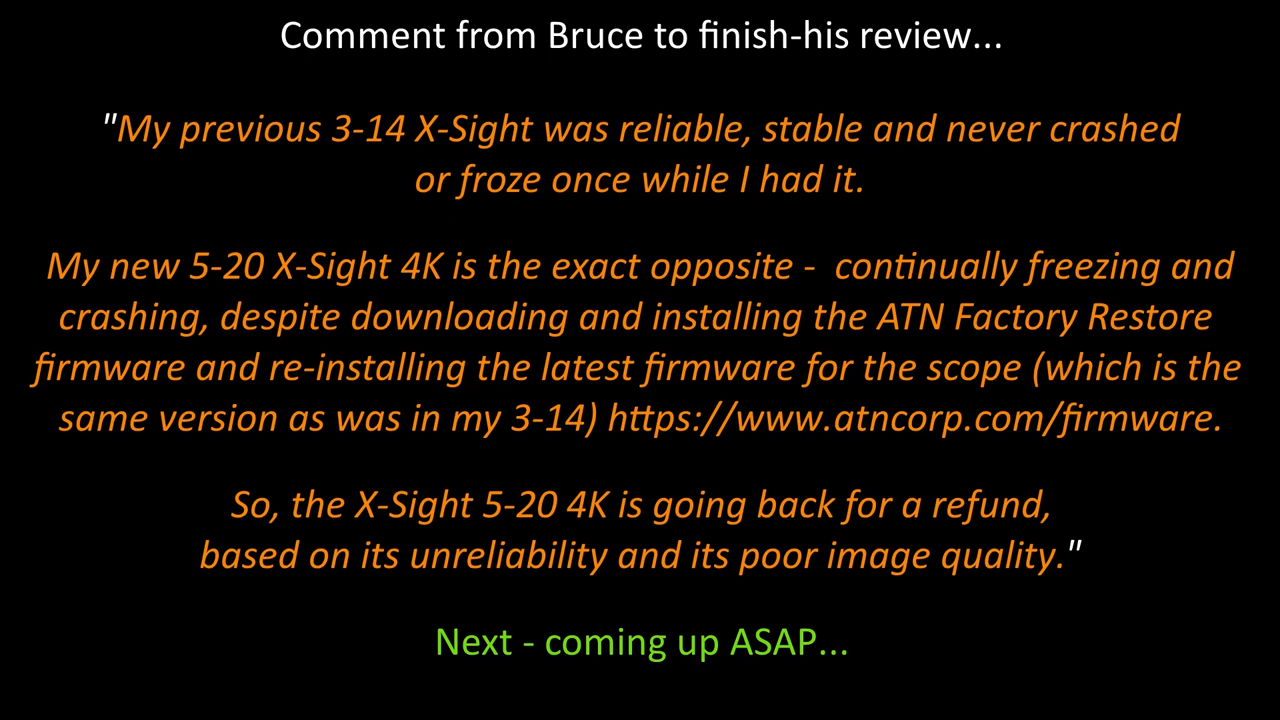 Comment from Bruce to finish-his review...
"My previous 3-14 X-Sight was reliable, stable and never crashed
or froze once while I had it.
My new 5-20 X-Sight 4K is the exact opposite -  continually freezing and
crashing, despite downloading and installing the ATN Factory Restore
firmware and re-installing the latest firmware for the scope (which is the
same version as was in my 3-14) https://www.atncorp.com/firmware.
So, the X-Sight 5-20 4K is going back for a refund,
based on its unreliability and its poor image quality."
Next - coming up ASAP...